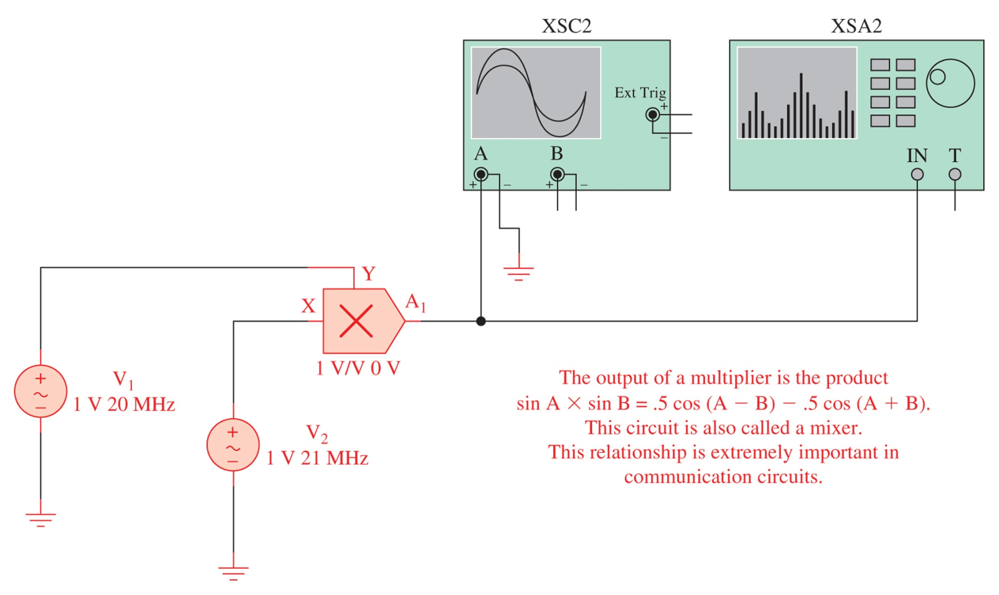 XSC2
XSA2
Ext Trig
+
−
A
B
IN T
+ −
+ −
Y
X
A1
1 V/V 0 V
+
−
V1
1 V 20 MHz
+
−
V2
1 V 21 MHz
The output of a multiplier is the product
sin A × sin B = .5 cos (A − B) − .5 cos (A + B).
This circuit is also called a mixer.
This relationship is extremely important in
communication circuits.